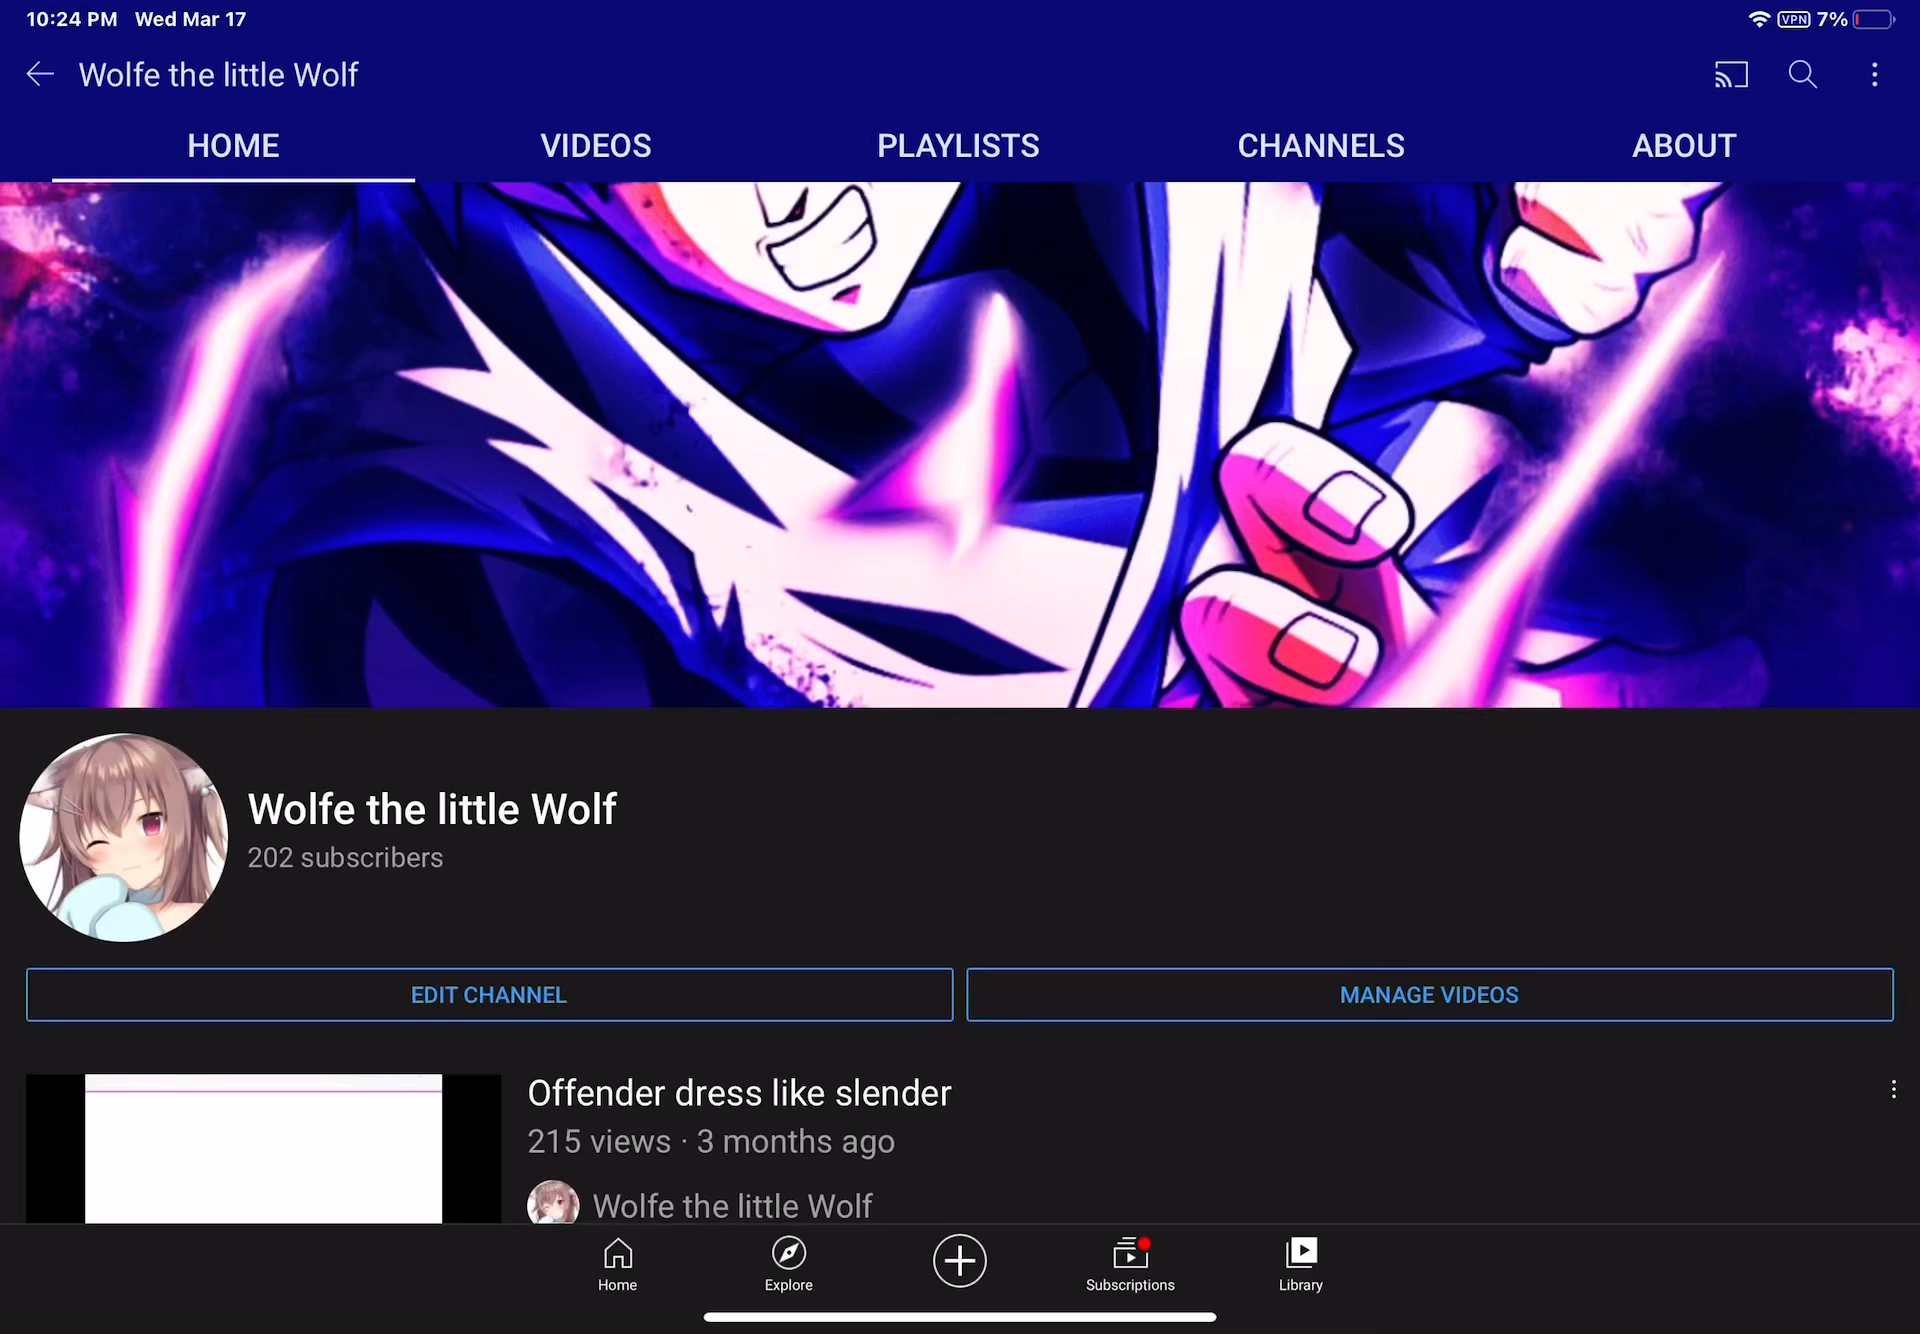 10:24 PM Wed Mar 17
VPN 7%
Wolfe the little Wolf
HOME VIDEOS PLAYLISTS CHANNELS ABOUT
Wolfe the little Wolf
202 subscribers
EDIT CHANNEL MANAGE VIDEOS
Offender dress like slender
215 views · 3 months ago
Wolfe the little Wolf
Home Explore Subscriptions Library